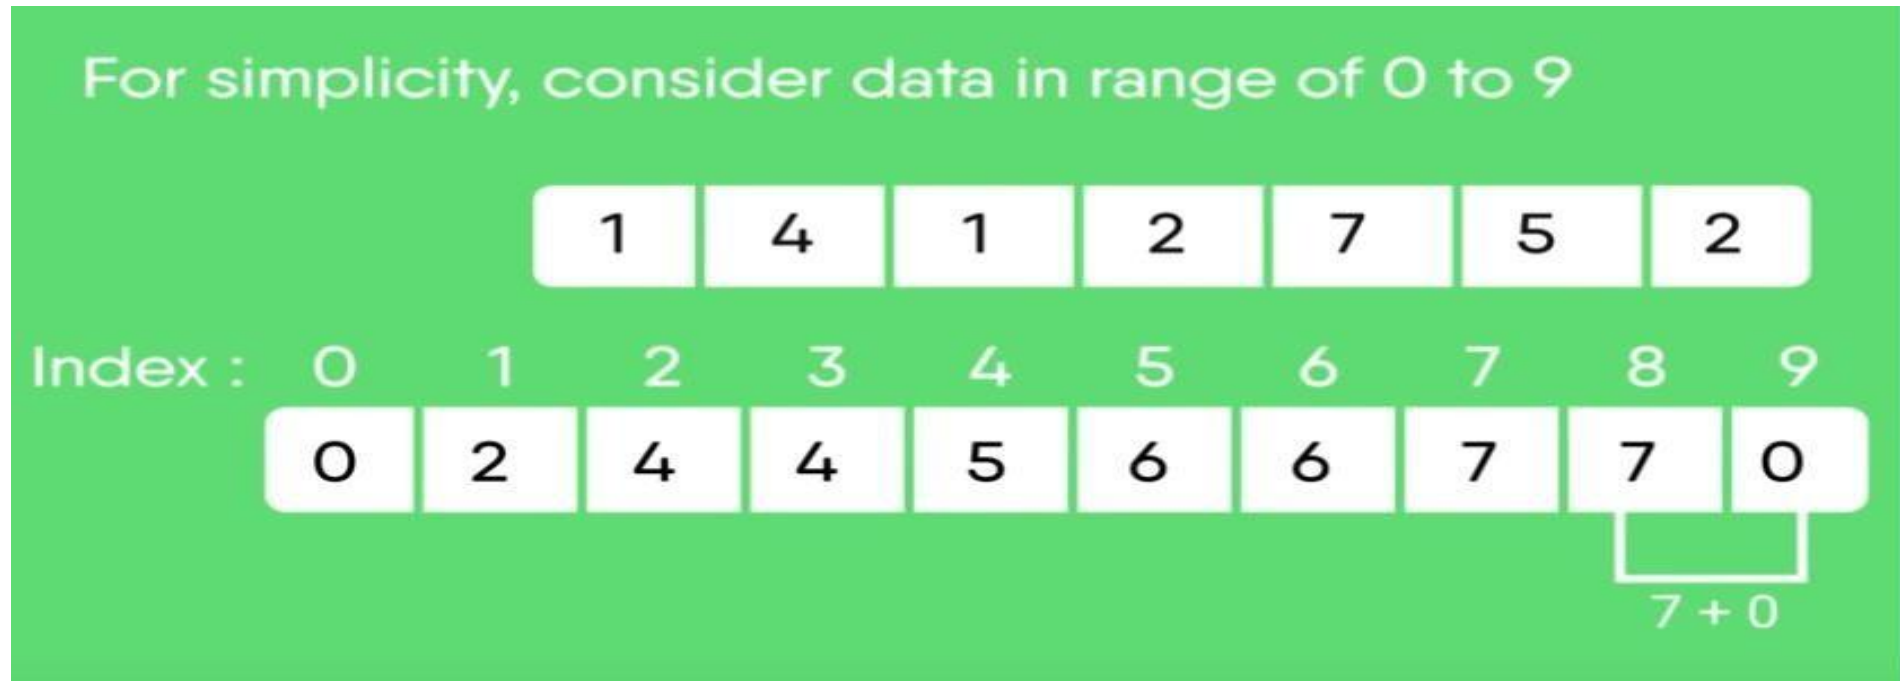 For simplicity, consider data in range of 0 to 9
1 4 1 2 7 5 2
Index : 0 1 2 3 4 5 6 7 8 9
0 2 4 4 5 6 6 7 7 0
7 + 0